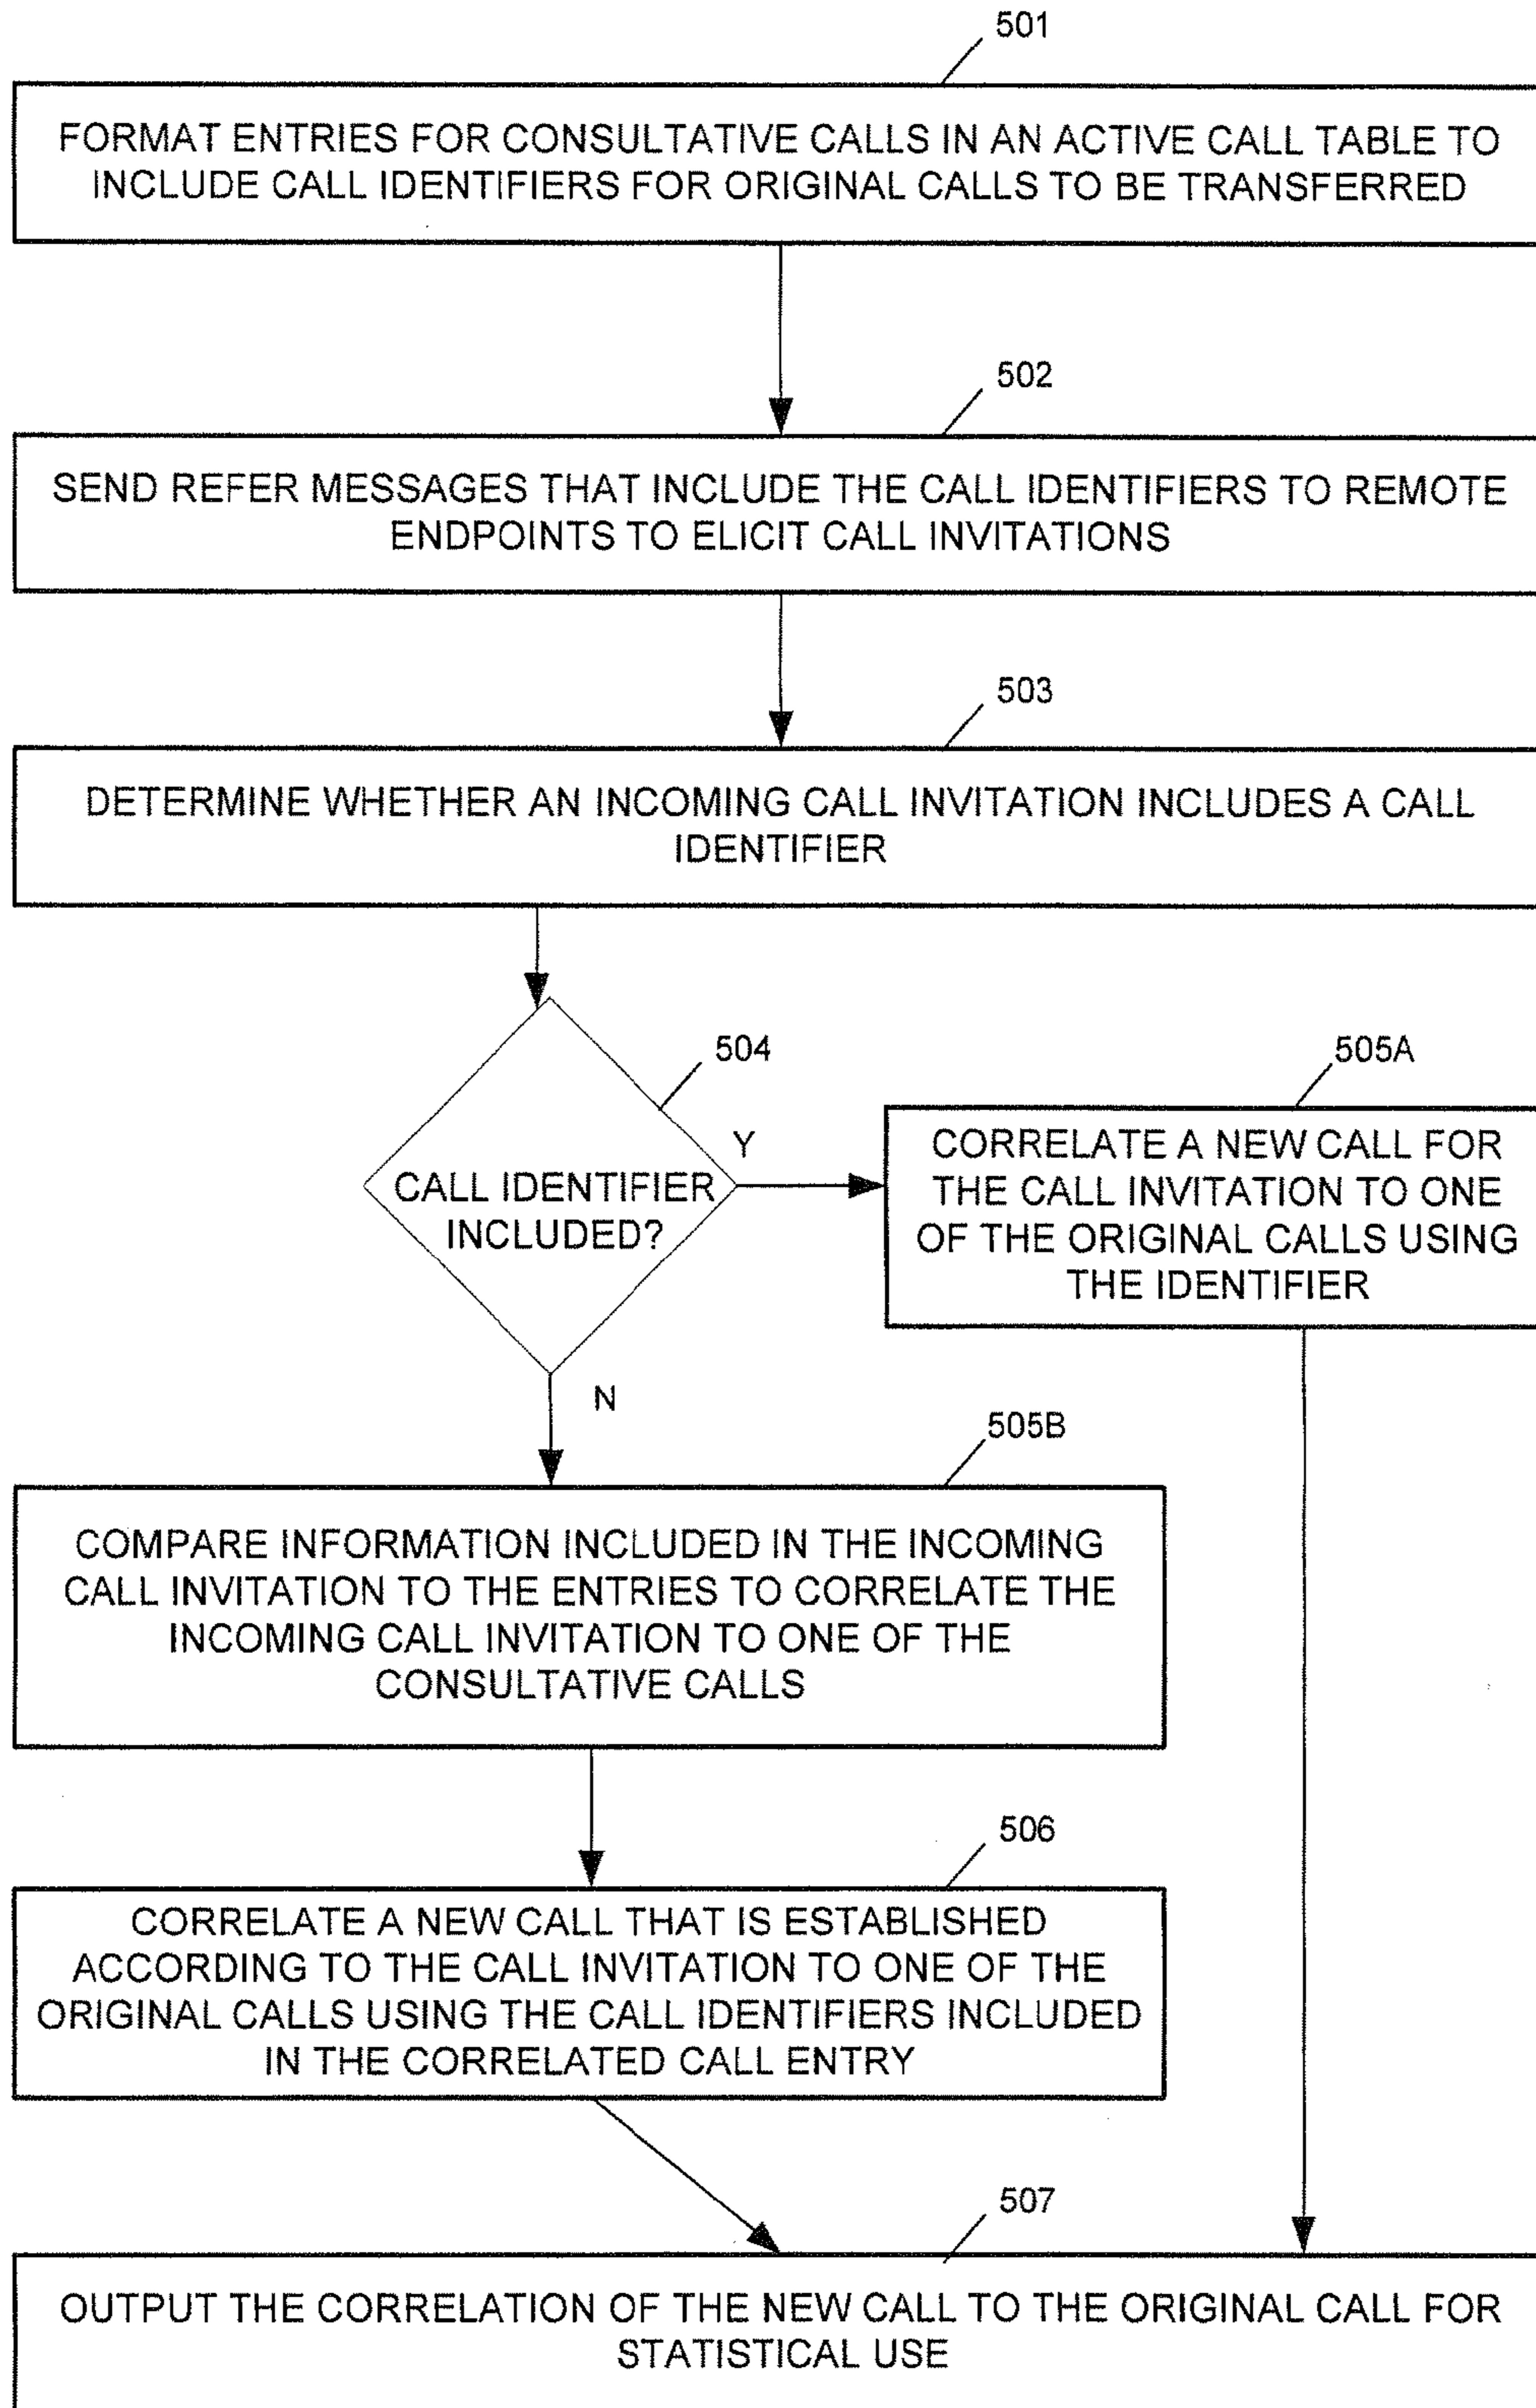 501
FORMAT ENTRIES FOR CONSULTATIVE CALLS IN AN ACTIVE CALL TABLE TO
INCLUDE CALL IDENTIFIERS FOR ORIGINAL CALLS TO BE TRANSFERRED
502
SEND REFER MESSAGES THAT INCLUDE THE CALL IDENTIFIERS TO REMOTE
ENDPOINTS TO ELICIT CALL INVITATIONS
503
DETERMINE WHETHER AN INCOMING CALL INVITATION INCLUDES A CALL
IDENTIFIER
504
CALL IDENTIFIER
INCLUDED?
Y
505A
CORRELATE A NEW CALL FOR
THE CALL INVITATION TO ONE
OF THE ORIGINAL CALLS USING
THE IDENTIFIER
N
505B
COMPARE INFORMATION INCLUDED IN THE INCOMING
CALL INVITATION TO THE ENTRIES TO CORRELATE THE
INCOMING CALL INVITATION TO ONE OF THE
CONSULTATIVE CALLS
506
CORRELATE A NEW CALL THAT IS ESTABLISHED
ACCORDING TO THE CALL INVITATION TO ONE OF THE
ORIGINAL CALLS USING THE CALL IDENTIFIERS INCLUDED
IN THE CORRELATED CALL ENTRY
507
OUTPUT THE CORRELATION OF THE NEW CALL TO THE ORIGINAL CALL FOR
STATISTICAL USE